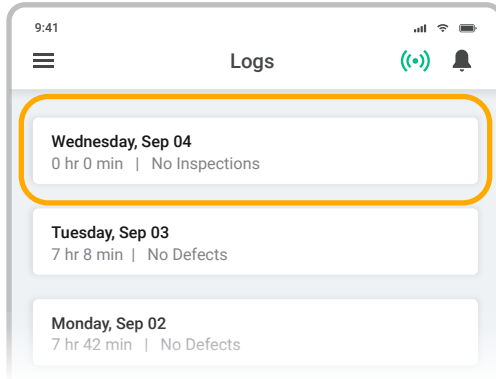 9:41
Logs
Wednesday, Sep 04
0 hr 0 min | No Inspections
Tuesday, Sep 03
7 hr 8 min | No Defects
Monday, Sep 02
7 hr 42 min | No Defects